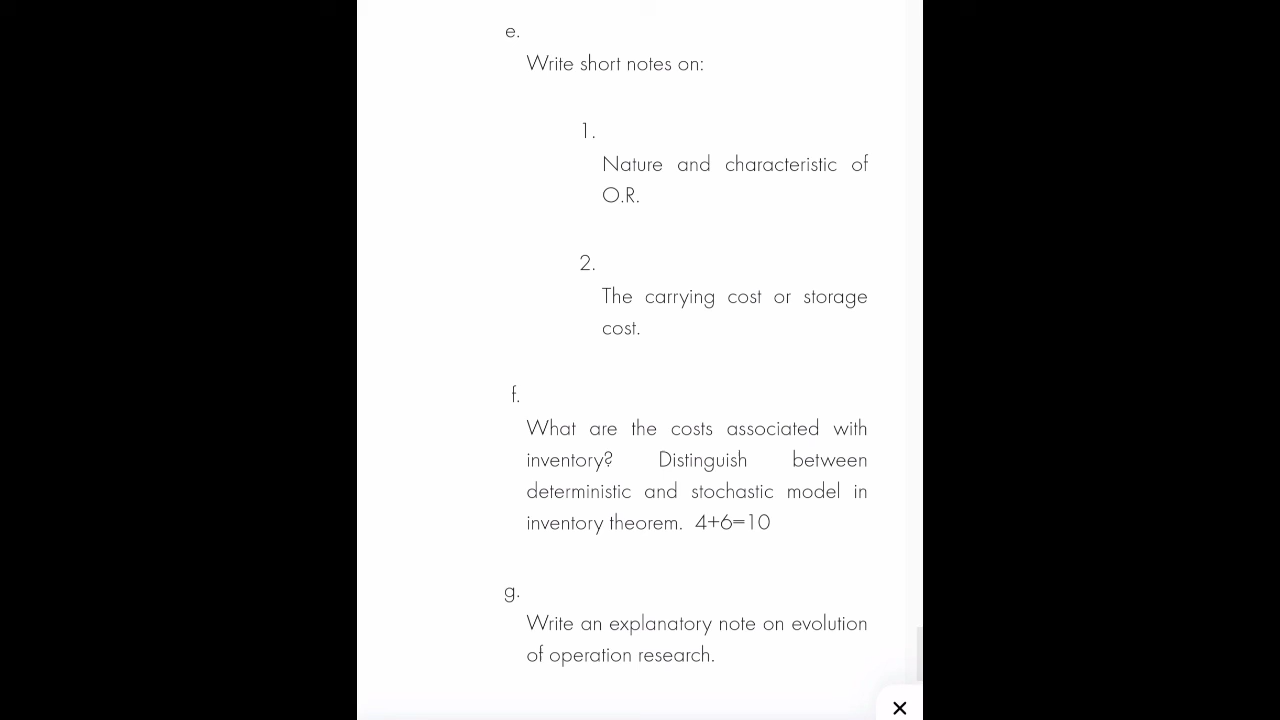 e.
Write short notes on:
1.
Nature and characteristic of
O.R.
2.
The carrying cost or storage
cost.
f.
What are the costs associated with
inventory? Distinguish between
deterministic and stochastic model in
inventory theorem. 4+6=10
g.
Write an explanatory note on evolution
of operation research.